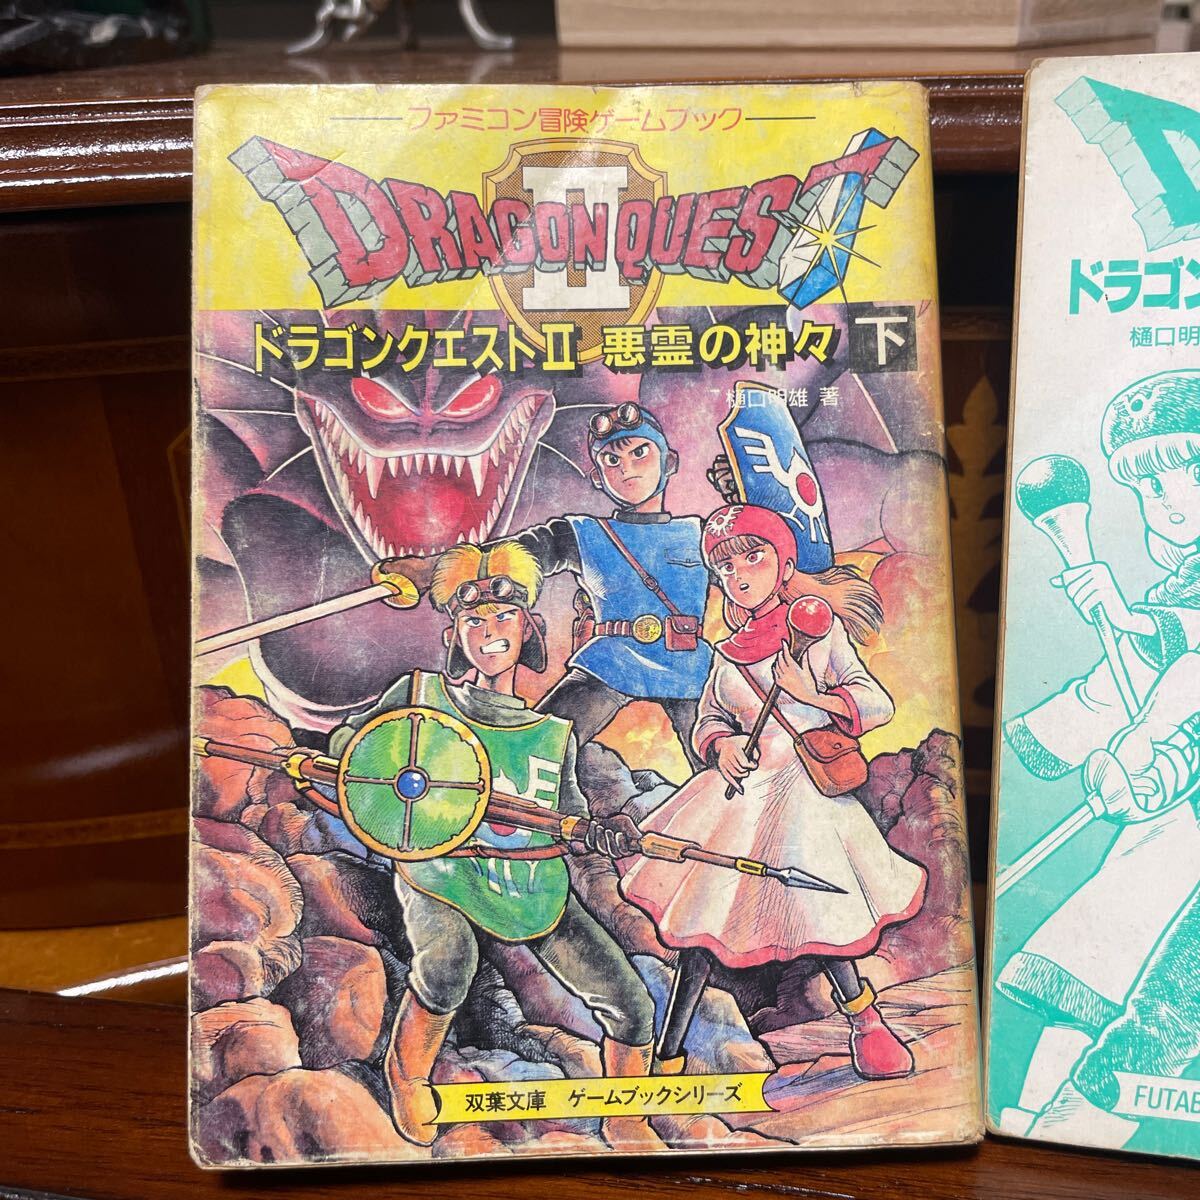 ファミコン冒険ゲームブック
DRAGON QUEST
II
ドラゴンクエストII 悪霊の神々 下
樋口明雄 著
双葉文庫 ゲームブックシリーズ
ドラゴン
樋口明
FUTAB